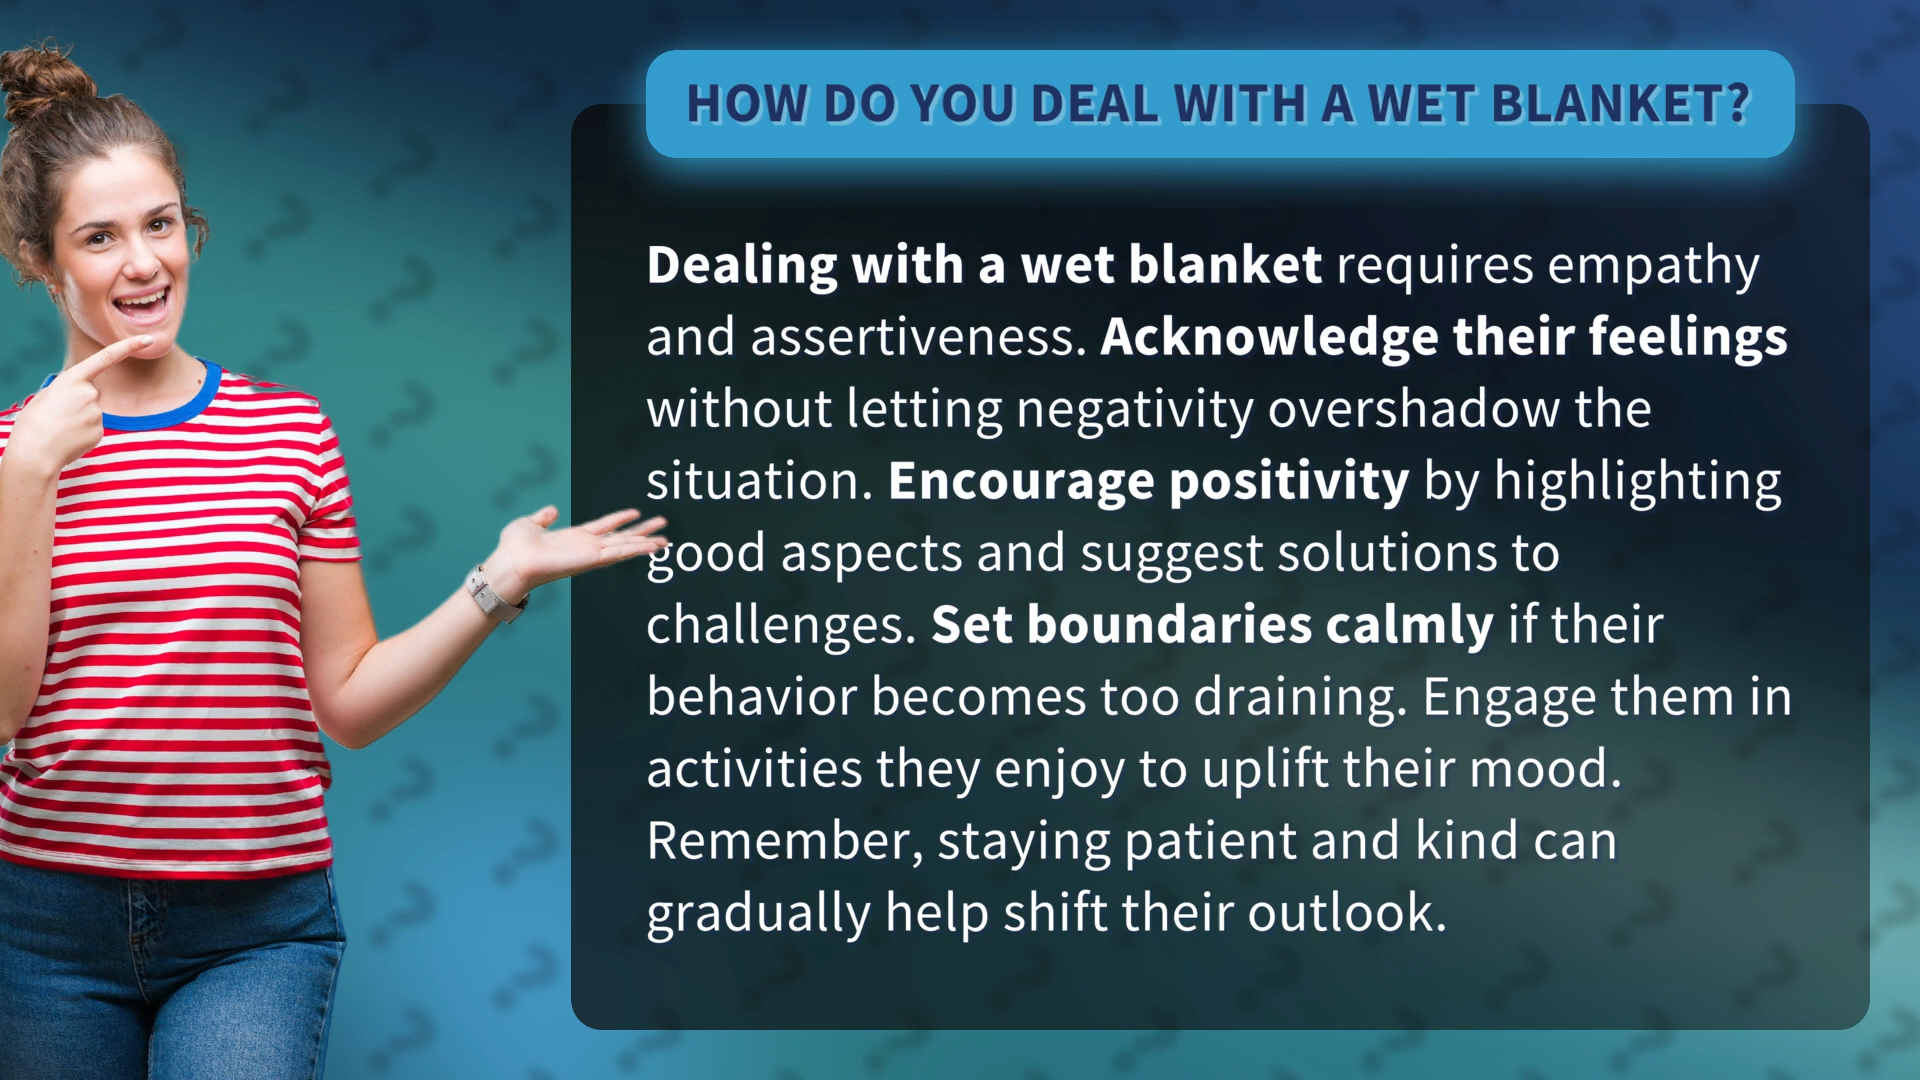 HOW DO YOU DEAL WITH A WET BLANKET?
Dealing with a wet blanket requires empathy
and assertiveness. Acknowledge their feelings
without letting negativity overshadow the
situation. Encourage positivity by highlighting
good aspects and suggest solutions to
challenges. Set boundaries calmly if their
behavior becomes too draining. Engage them in
activities they enjoy to uplift their mood.
Remember, staying patient and kind can
gradually help shift their outlook.